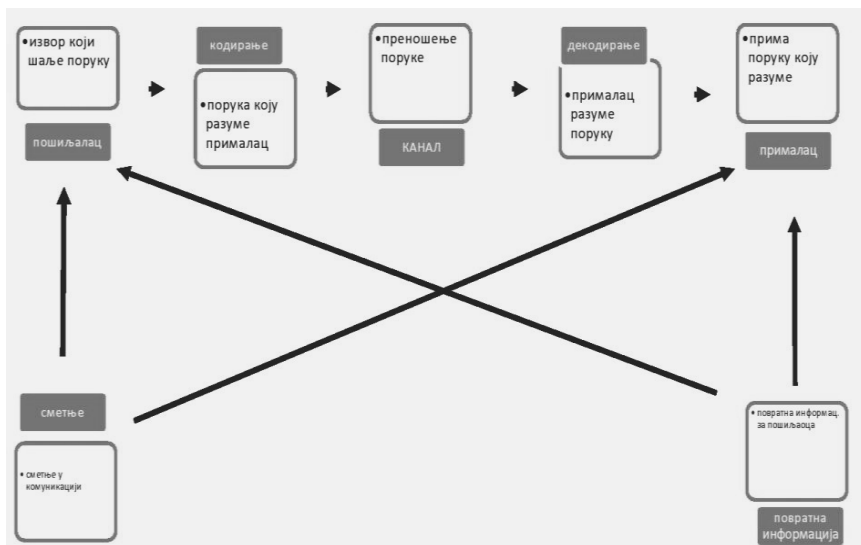 •извор који
шаље поруку
пошиљалац
кодирање
•порука коју
разуме
прималац
•преношење
поруке
КАНАЛ
декодирање
•прималац
разуме
поруку
•прима
поруку коју
разуме
прималац
сметње
• сметње у
комуникацији
• повратна информац.
за пошиљаоца
повратна
информација